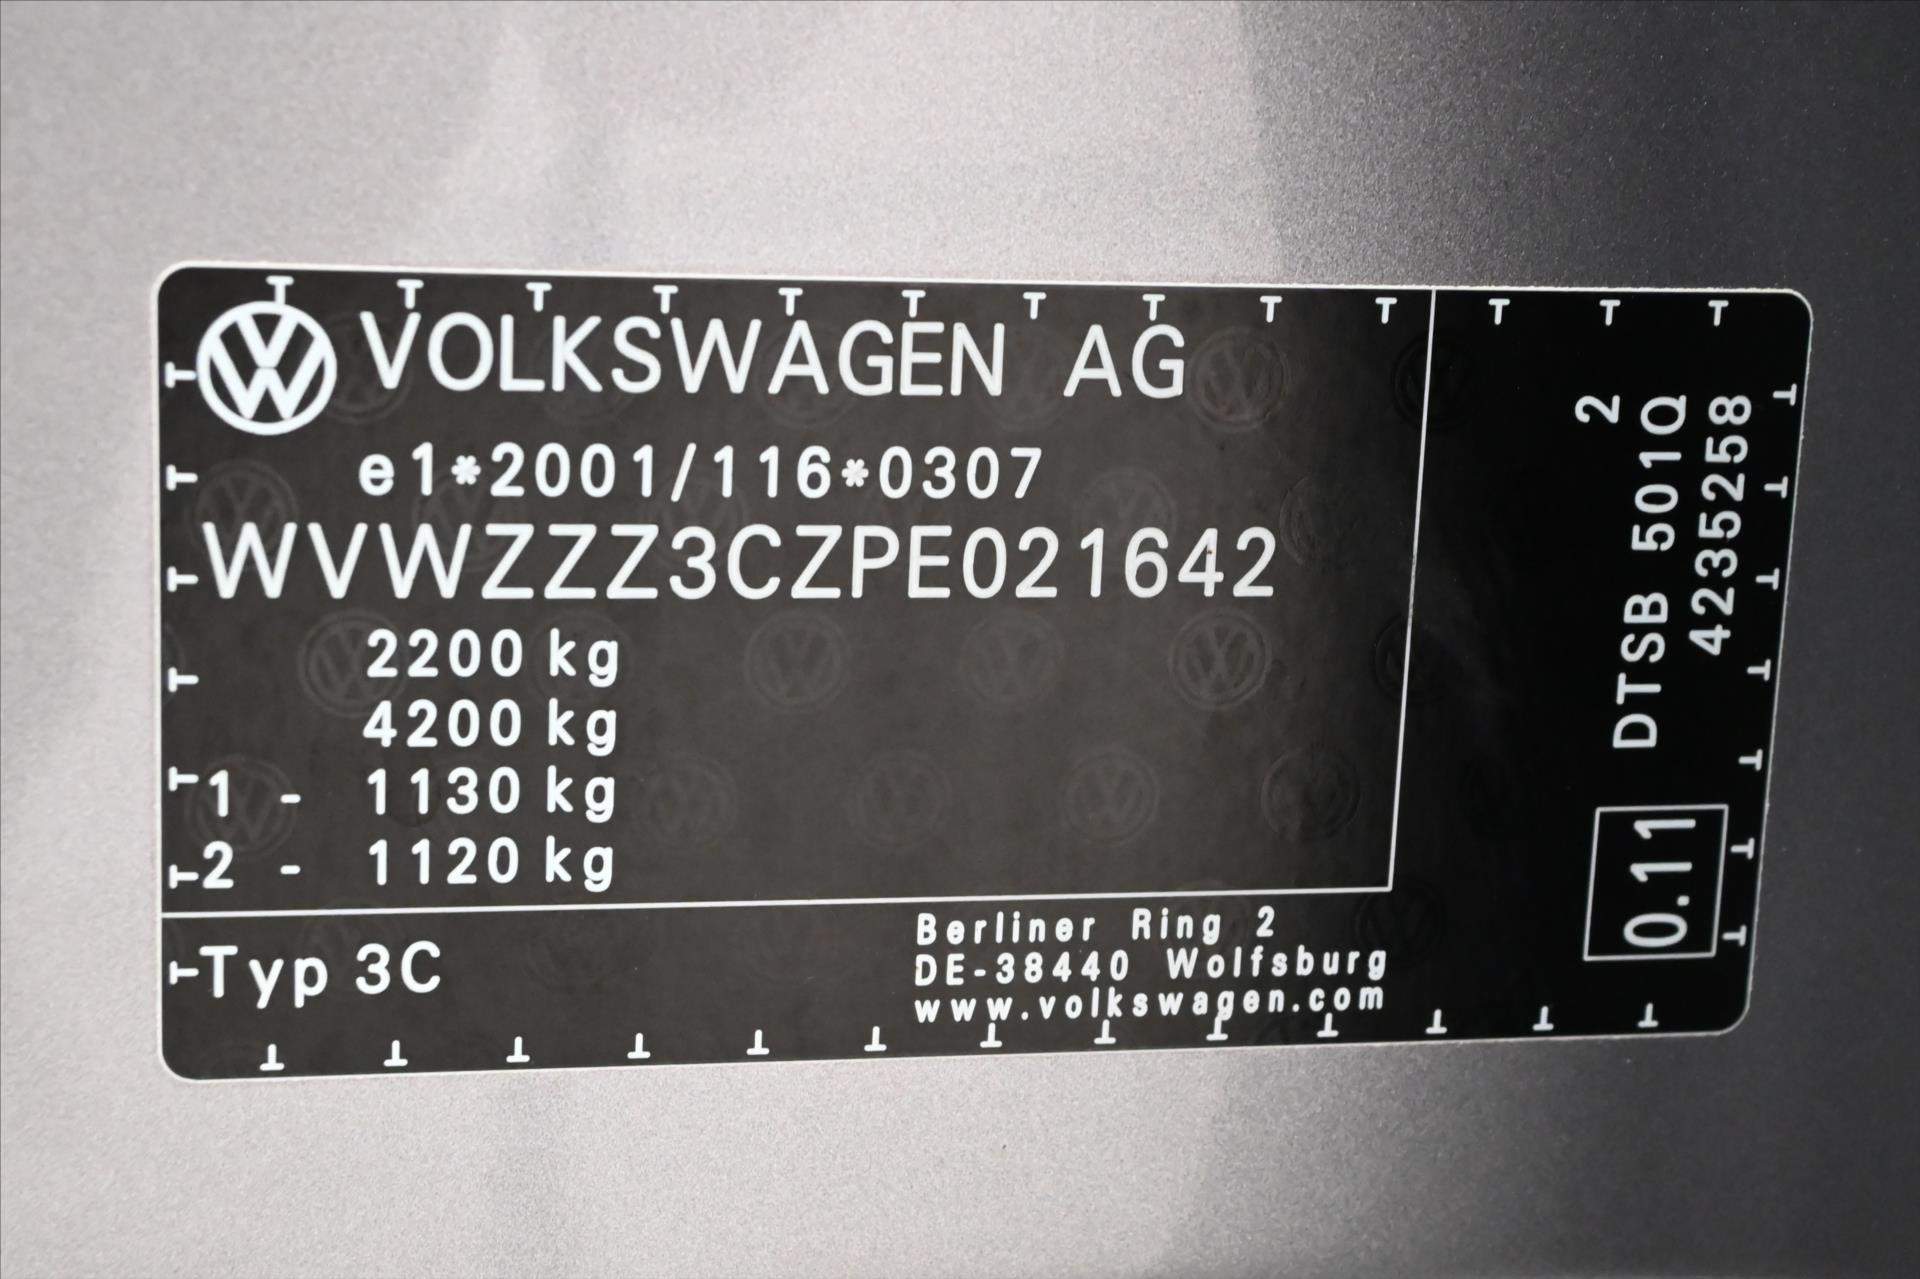 VOLKSWAGEN AG
e1*2001/116*0307
WVWZZZ3CZPE021642
2200 kg
4200 kg
1 - 1130 kg
2 - 1120 kg
Typ 3C
Berliner Ring 2
DE-38440 Wolfsburg
www.volkswagen.com
2
DTSB 501Q
4235258
0.11